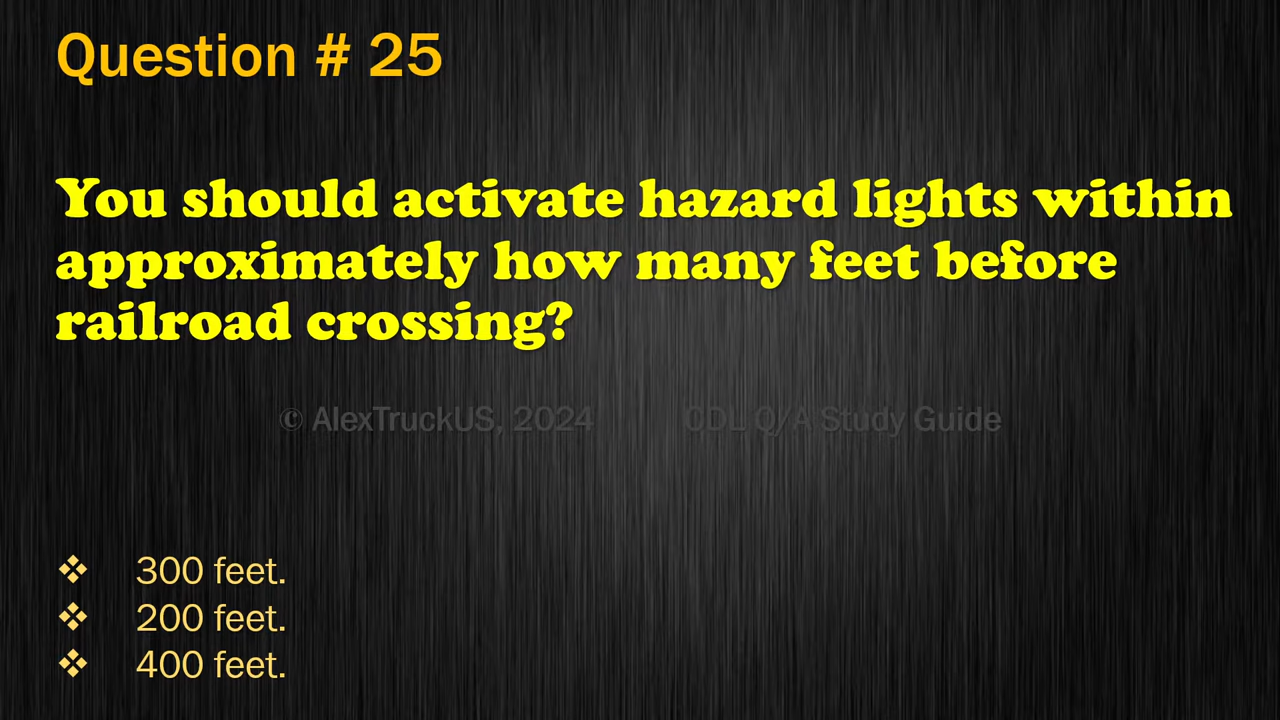 Question # 25
You should activate hazard lights within
approximately how many feet before
railroad crossing?
© AlexTruckUS, 2024 CDL Q/A Study Guide
❖ 300 feet.
❖ 200 feet.
❖ 400 feet.